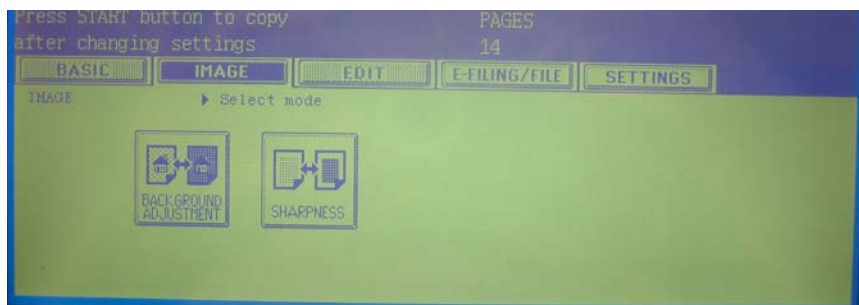 Press START button to copy PAGES
after changing settings 14
BASIC IMAGE EDIT E-FILING/FILE SETTINGS
IMAGE ▶ Select mode
BACKGROUND
ADJUSTMENT
SHARPNESS